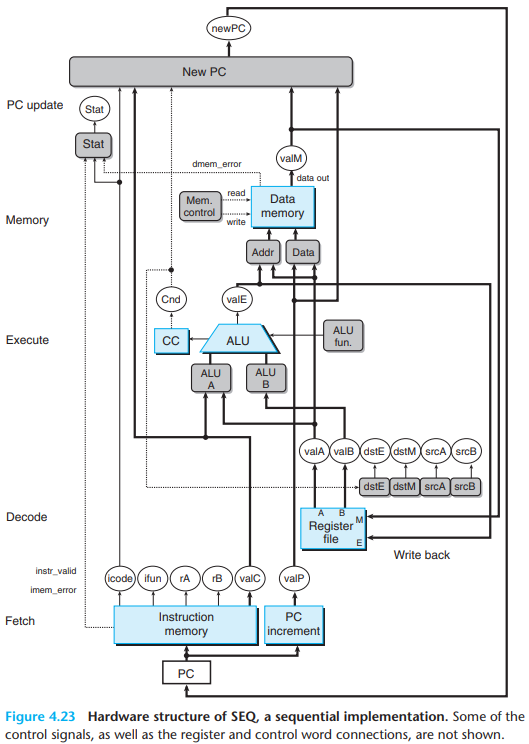 newPC
New PC
PC update
Stat
Stat
valM
dmem_error
data out
Mem.
control
read
write
Data
memory
Memory
Addr
Data
Cnd
valE
CC
ALU
ALU
fun.
Execute
ALU
A
ALU
B
valA
valB
dstE
dstM
srcA
srcB
dstE
dstM
srcA
srcB
Decode
A
B
M
Register
file
E
Write back
instr_valid
imem_error
icode
ifun
rA
rB
valC
valP
Fetch
Instruction
memory
PC
increment
PC
Figure 4.23 Hardware structure of SEQ, a sequential implementation. Some of the
control signals, as well as the register and control word connections, are not shown.